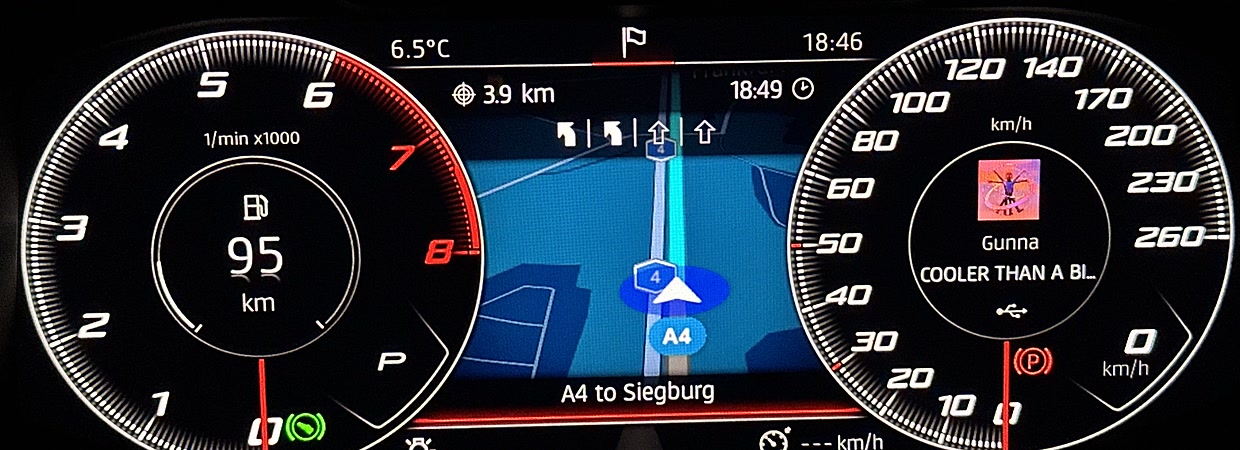 6.5°C
18:46
3.9 km
18:49
4
A4
A4 to Siegburg
1/min x1000
0
1
2
3
4
5
6
7
8
95
km
P
km/h
0
10
20
30
40
50
60
80
100
120
140
170
200
230
260
Gunna
COOLER THAN A BI...
(P)
0
km/h
--- km/h
4